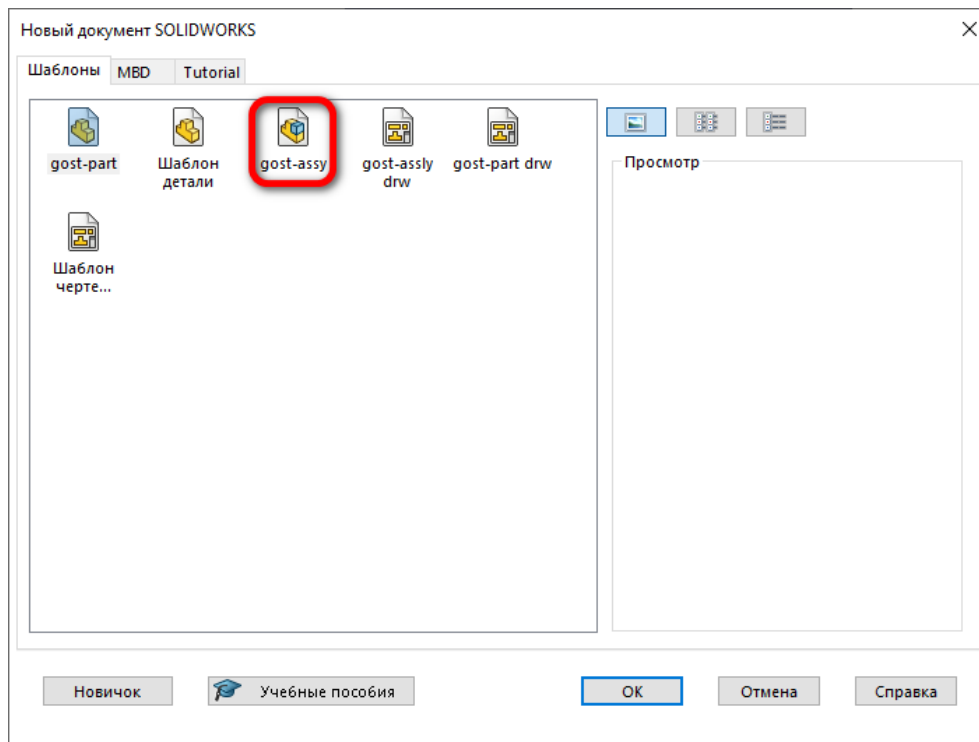 Новый документ SOLIDWORKS
Шаблоны MBD Tutorial
gost-part
Шаблон
детали
gost-assy
gost-assly
drw
gost-part drw
Шаблон
черте...
Просмотр
Новичок
Учебные пособия
OK
Отмена
Справка